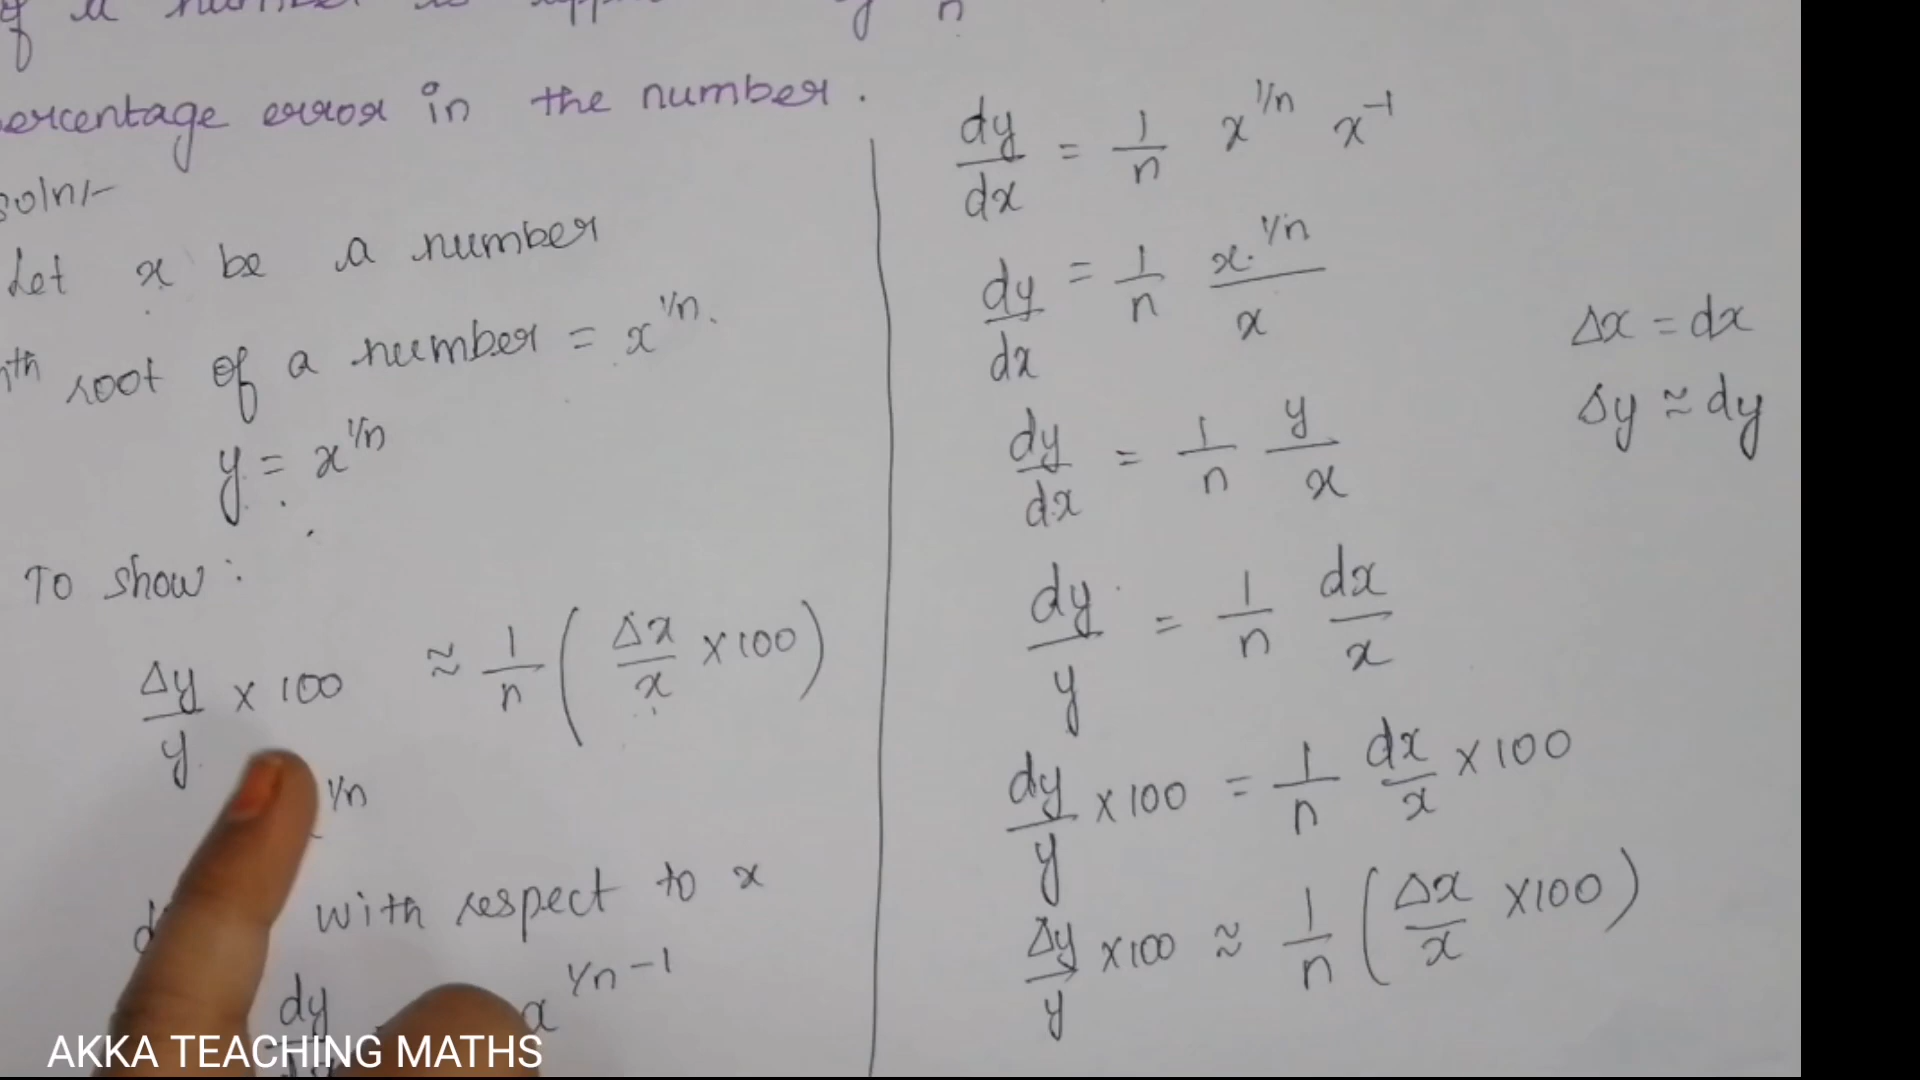 of a number is
n
percentage error in the number.
soln/-
Let x be a number
nth root of a number = x^1/n.
y = x^1/n
To show:
Δy/y × 100 ≈ 1/n (Δx/x × 100)
1/n
with respect to x
dy x^1/n-1
dy/dx = 1/n x^1/n x^-1
dy/dx = 1/n x^1/n/x
dy/dx = 1/n y/x
dy/y = 1/n dx/x
dy/y × 100 = 1/n dx/x × 100
Δy/y × 100 ≈ 1/n (Δx/x × 100)
Δx = dx
Δy ≈ dy
AKKA TEACHING MATHS